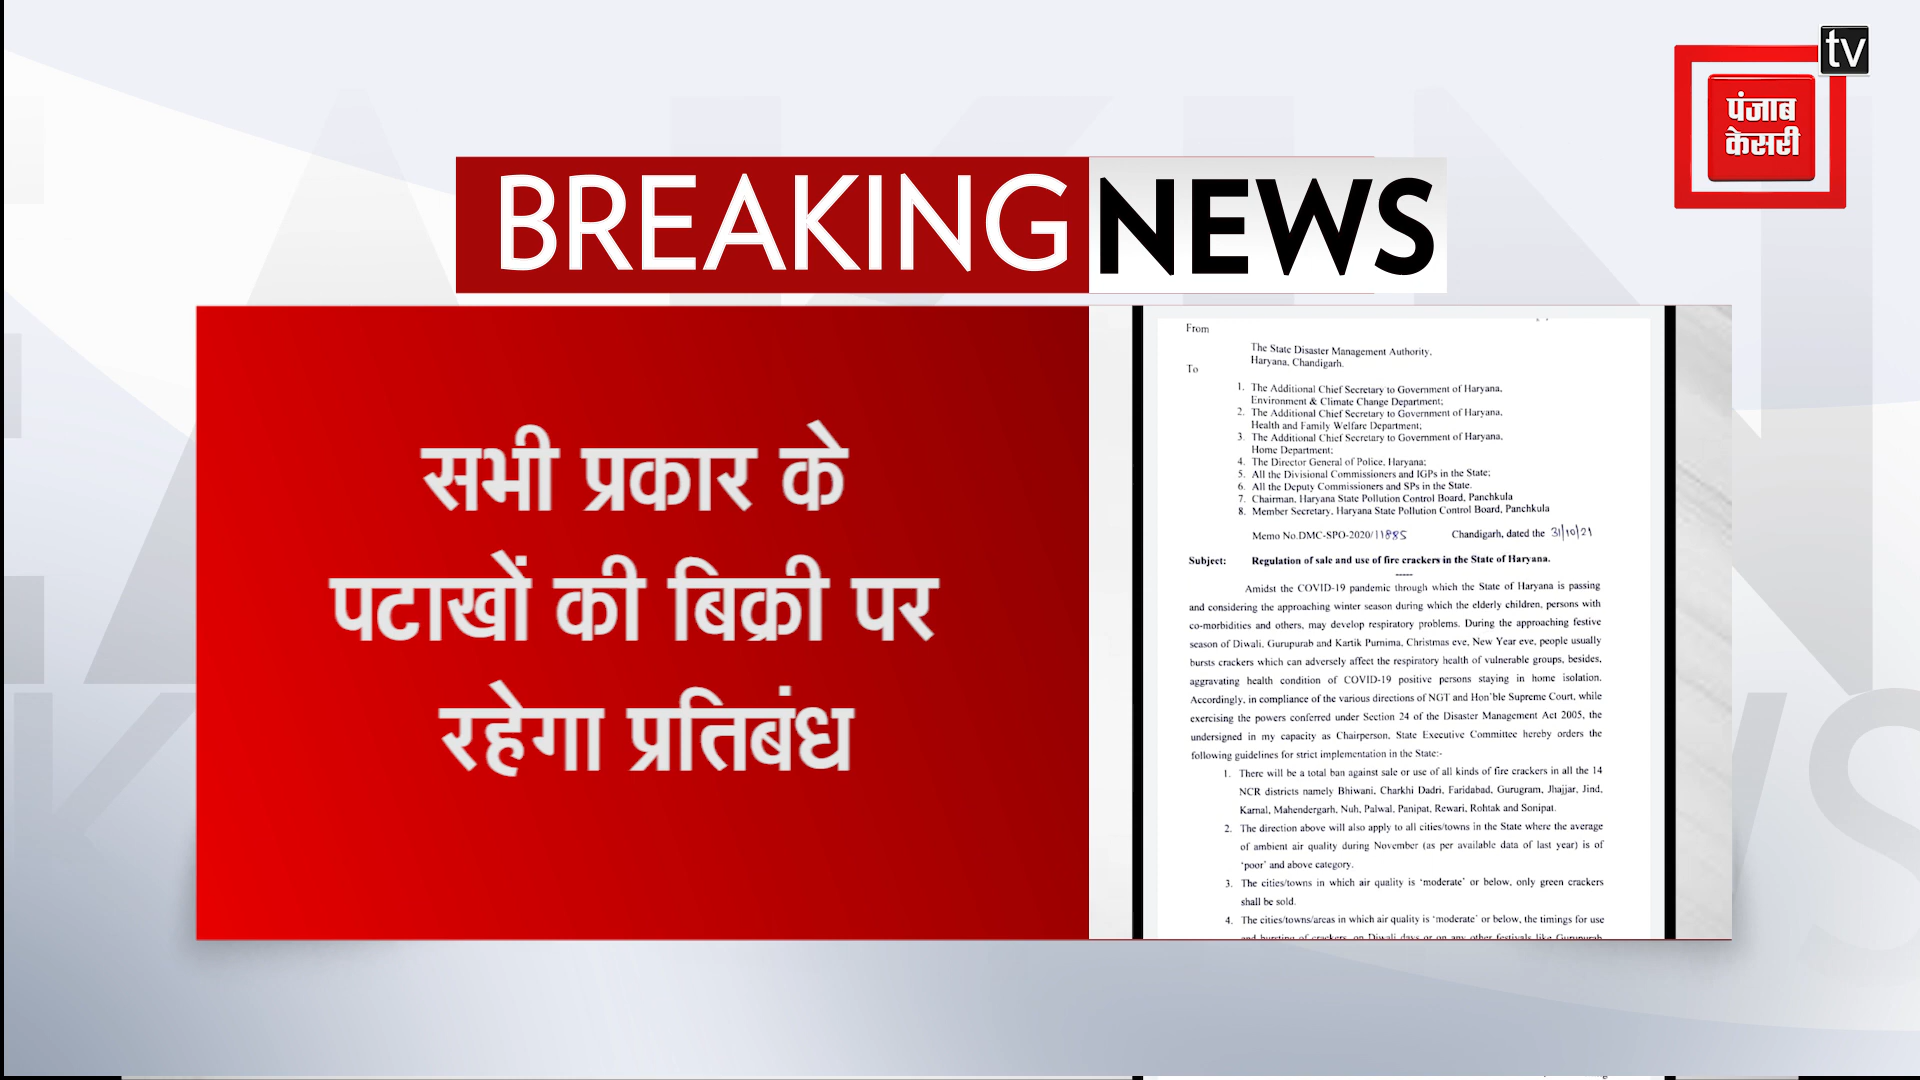 tv
पंजाब
केसरी
BREAKING NEWS
सभी प्रकार के
पटाखों की बिक्री पर
रहेगा प्रतिबंध
From
The State Disaster Management Authority,
Haryana, Chandigarh.
To
1. The Additional Chief Secretary to Government of Haryana,
Environment & Climate Change Department;
2. The Additional Chief Secretary to Government of Haryana,
Health and Family Welfare Department;
3. The Additional Chief Secretary to Government of Haryana,
Home Department;
4. The Director General of Police, Haryana;
5. All the Divisional Commissioners and IGPs in the State;
6. All the Deputy Commissioners and SPs in the State.
7. Chairman, Haryana State Pollution Control Board, Panchkula
8. Member Secretary, Haryana State Pollution Control Board, Panchkula
Memo No.DMC-SPO-2020/11885 Chandigarh, dated the 31/10/21
Subject: Regulation of sale and use of fire crackers in the State of Haryana.
Amidst the COVID-19 pandemic through which the State of Haryana is passing
and considering the approaching winter season during which the elderly children, persons with
co-morbidities and others, may develop respiratory problems. During the approaching festive
season of Diwali, Gurupurab and Kartik Purnima, Christmas eve, New Year eve, people usually
bursts crackers which can adversely affect the respiratory health of vulnerable groups, besides,
aggravating health condition of COVID-19 positive persons staying in home isolation.
Accordingly, in compliance of the various directions of NGT and Hon'ble Supreme Court, while
exercising the powers conferred under Section 24 of the Disaster Management Act 2005, the
undersigned in my capacity as Chairperson, State Executive Committee hereby orders the
following guidelines for strict implementation in the State:-
1. There will be a total ban against sale or use of all kinds of fire crackers in all the 14
NCR districts namely Bhiwani, Charkhi Dadri, Faridabad, Gurugram, Jhajjar, Jind,
Karnal, Mahendergarh, Nuh, Palwal, Panipat, Rewari, Rohtak and Sonipat.
2. The direction above will also apply to all cities/towns in the State where the average
of ambient air quality during November (as per available data of last year) is of
'poor' and above category.
3. The cities/towns in which air quality is 'moderate' or below, only green crackers
shall be sold.
4. The cities/towns/areas in which air quality is 'moderate' or below, the timings for use
and bursting of crackers, on Diwali days or on any other festivals like Gurupurab